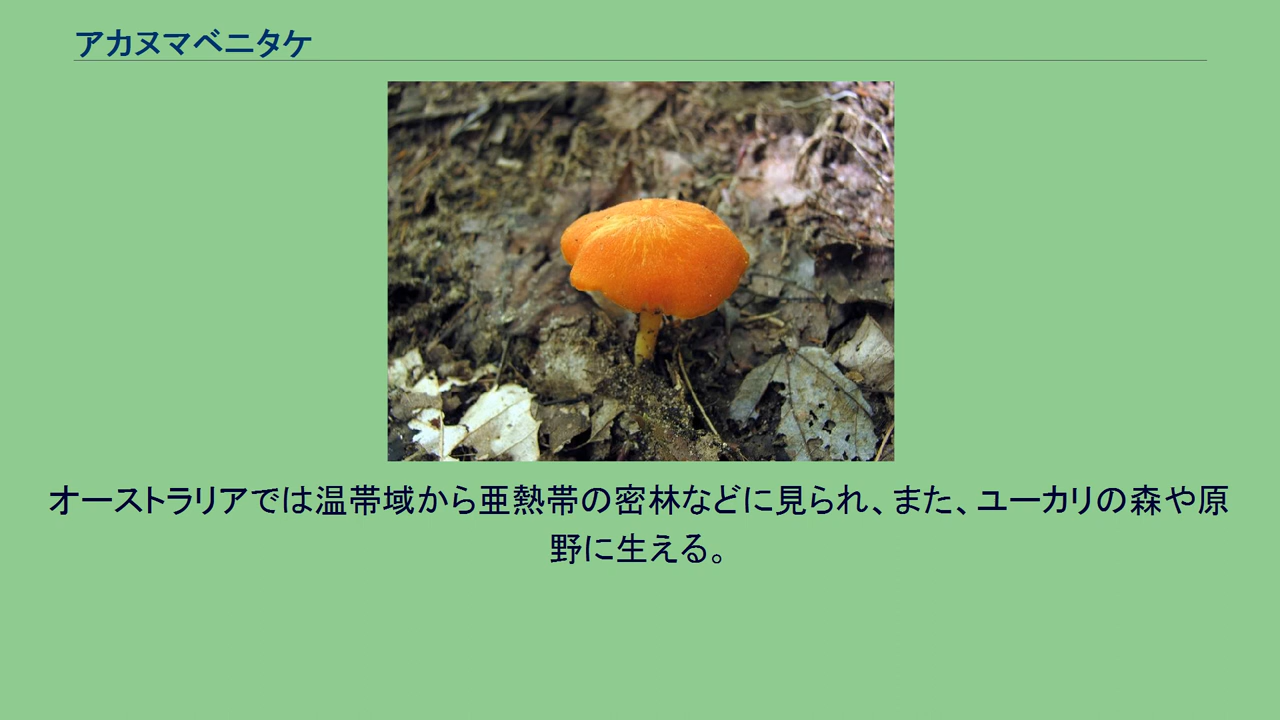 アカヌマベニタケ
オーストラリアでは温帯域から亜熱帯の密林などに見られ、また、ユーカリの森や原
野に生える。